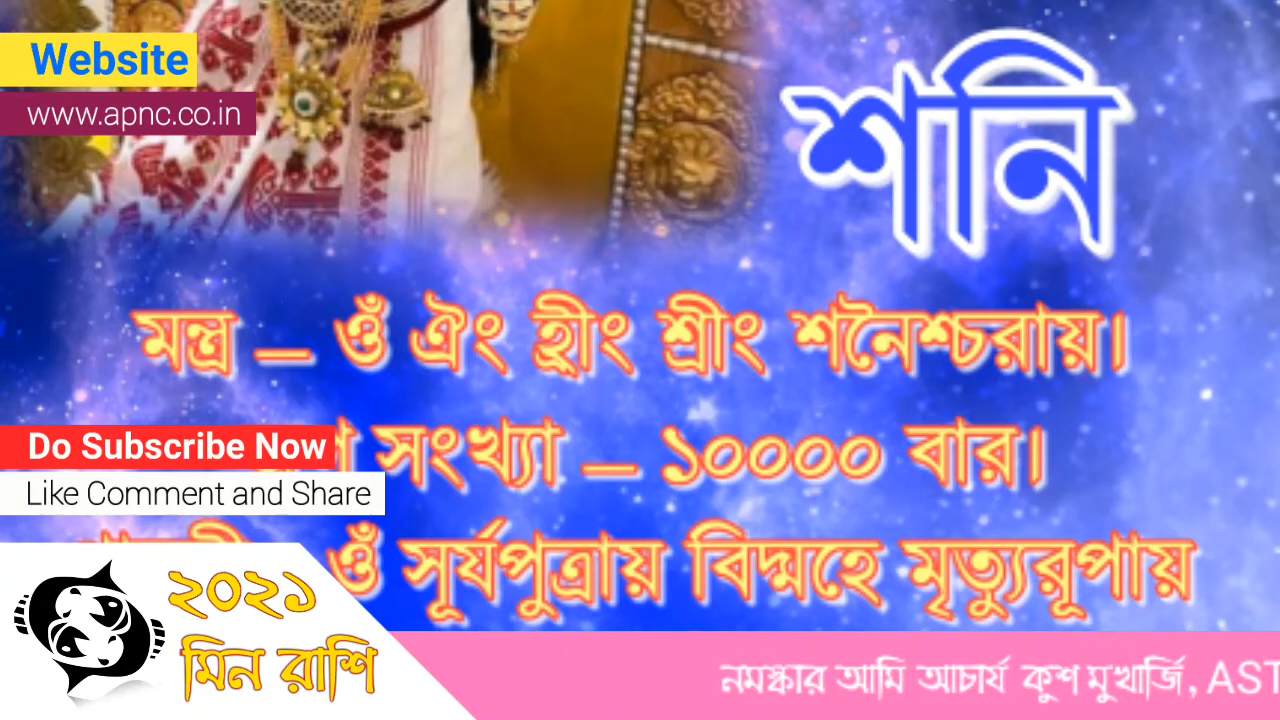 Website
www.apnc.co.in
শনি
মন্ত্র – ওঁ ঐং হ্রীং শ্রীং শনৈশ্চরায়।
সংখ্যা – ১০০০০ বার।
Do Subscribe Now
Like Comment and Share
ওঁ সূর্যপুত্রায় বিদ্মহে মৃত্যুরূপায়
২০২১
মিন রাশি
নমস্কার আমি আচার্য কুশ মুখার্জি, AST